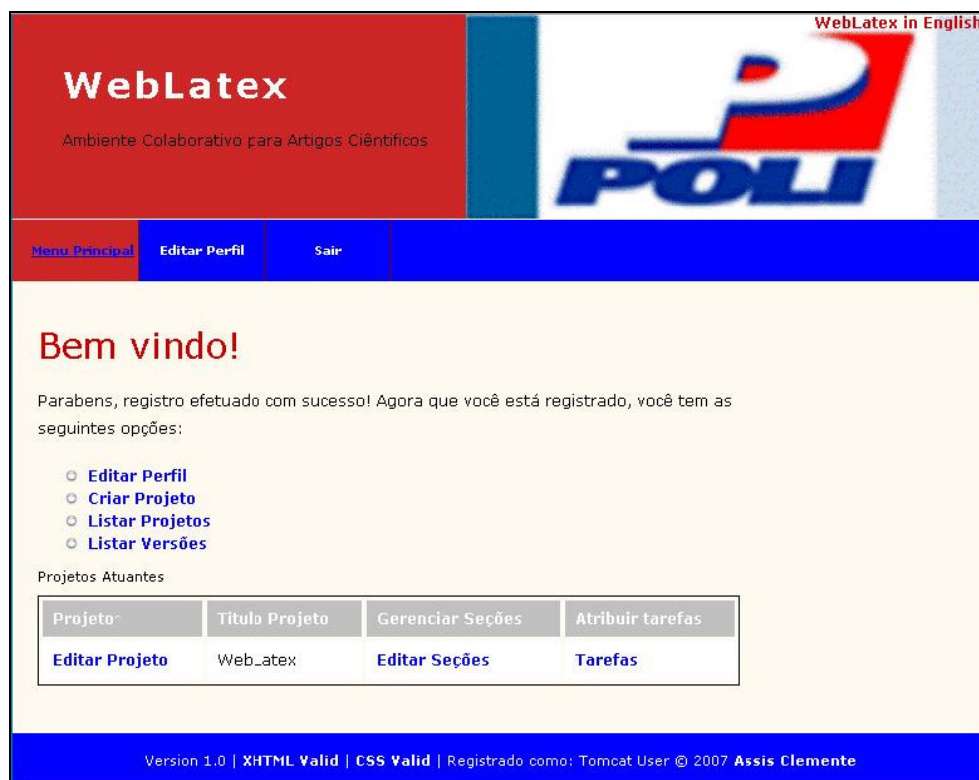 WebLatex in English
WebLatex
Ambiente Colaborativo para Artigos Ciêntificos
POLI
Menu Principal Editar Perfil Sair
Bem vindo!
Parabens, registro efetuado com sucesso! Agora que você está registrado, você tem as
seguintes opções:
Editar Perfil
Criar Projeto
Listar Projetos
Listar Versões
Projetos Atuantes
Projeto Titulo Projeto Gerenciar Seções Atribuir tarefas
Editar Projeto WebLatex Editar Seções Tarefas
Version 1.0 | XHTML Valid | CSS Valid | Registrado como: Tomcat User © 2007 Assis Clemente